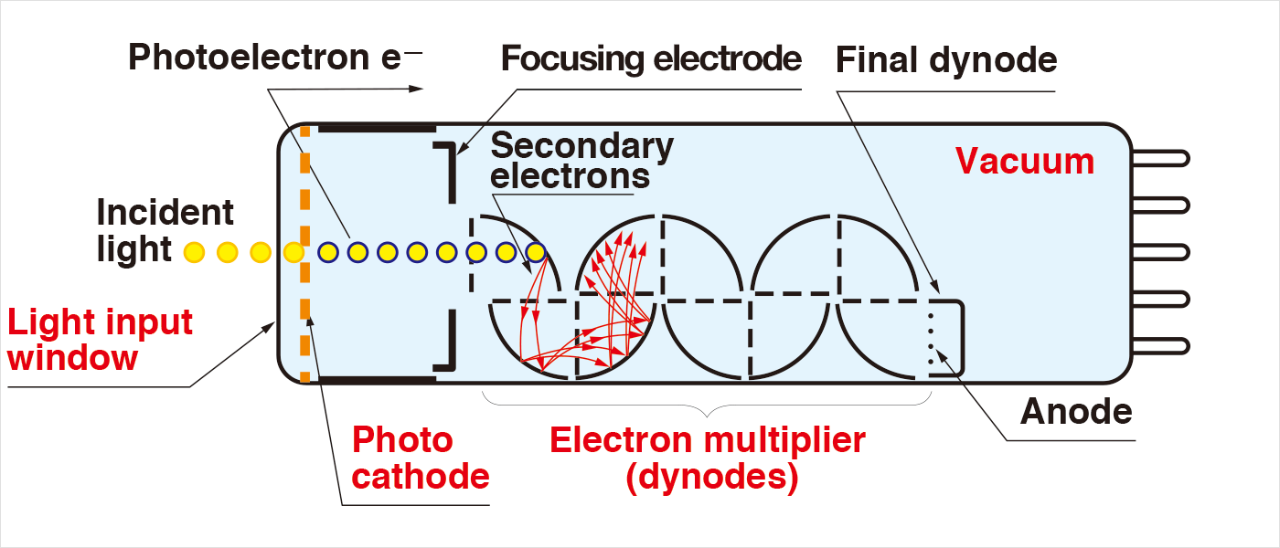 Photoelectron e−
Focusing electrode
Final dynode
Secondary
electrons
Vacuum
Incident
light
Light input
window
Photo
cathode
Electron multiplier
(dynodes)
Anode